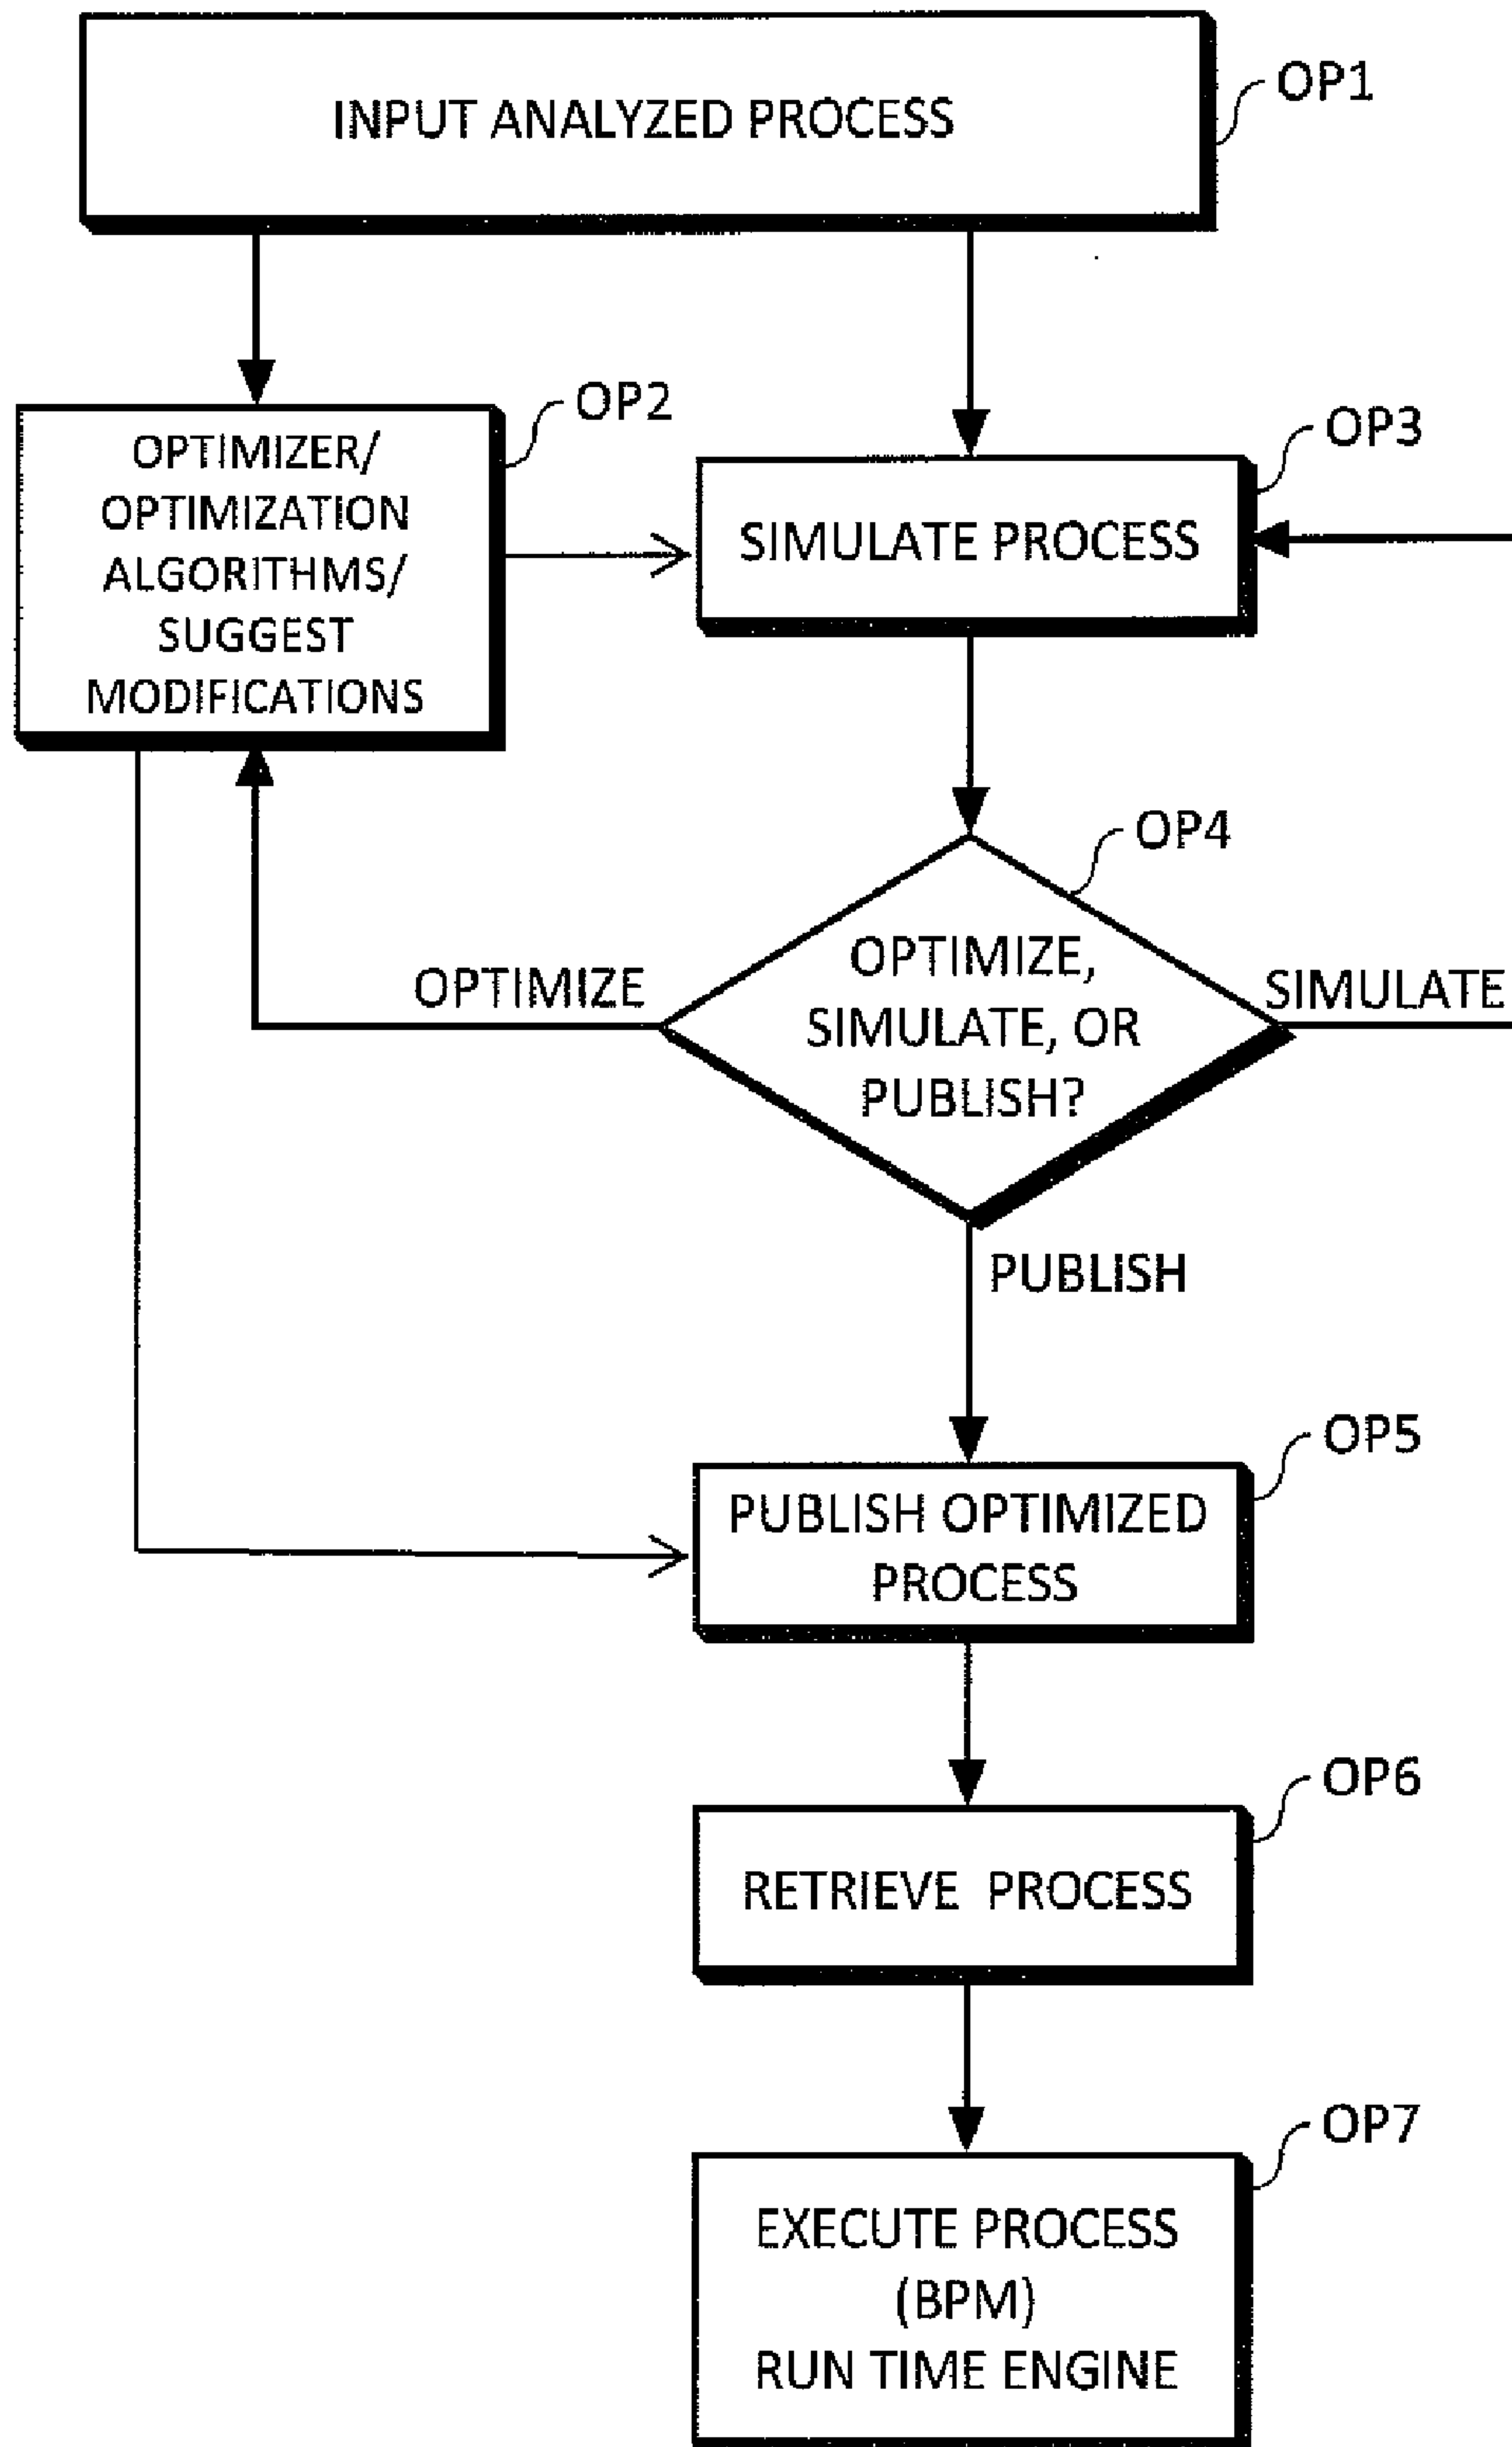 INPUT ANALYZED PROCESS
OP1
OP2
OPTIMIZER/
OPTIMIZATION
ALGORITHMS/
SUGGEST
MODIFICATIONS
OP3
SIMULATE PROCESS
OP4
OPTIMIZE,
SIMULATE, OR
PUBLISH?
OPTIMIZE
SIMULATE
PUBLISH
OP5
PUBLISH OPTIMIZED
PROCESS
OP6
RETRIEVE PROCESS
OP7
EXECUTE PROCESS
(BPM)
RUN TIME ENGINE